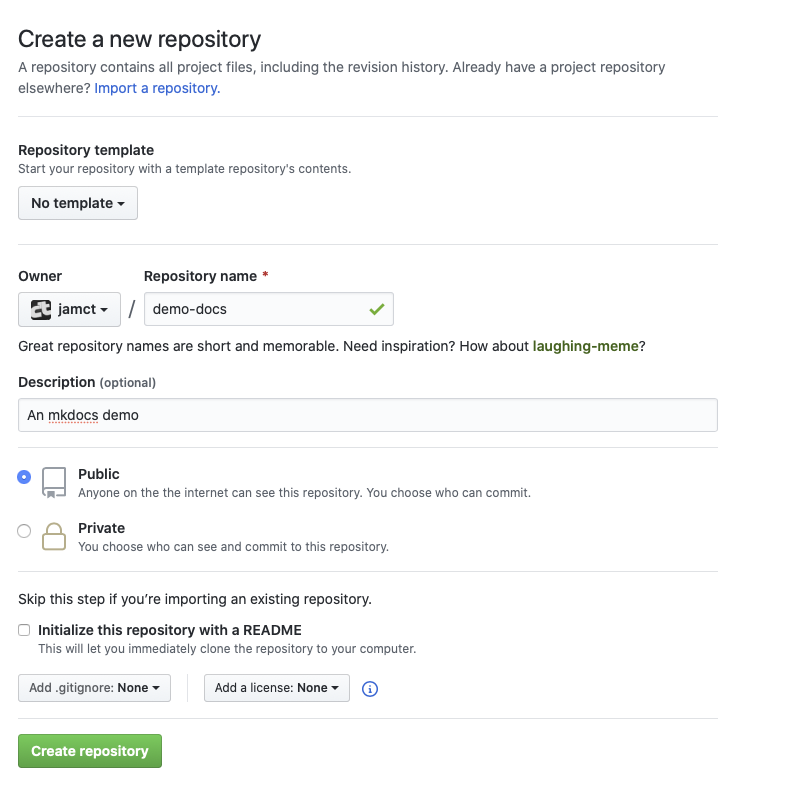 Create a new repository
A repository contains all project files, including the revision history. Already have a project repository
elsewhere? Import a repository.
Repository template
Start your repository with a template repository's contents.
No template
Owner
Repository name *
jamct / demo-docs
Great repository names are short and memorable. Need inspiration? How about laughing-meme?
Description (optional)
An mkdocs demo
Public
Anyone on the the internet can see this repository. You choose who can commit.
Private
You choose who can see and commit to this repository.
Skip this step if you’re importing an existing repository.
Initialize this repository with a README
This will let you immediately clone the repository to your computer.
Add .gitignore: None
Add a license: None
Create repository